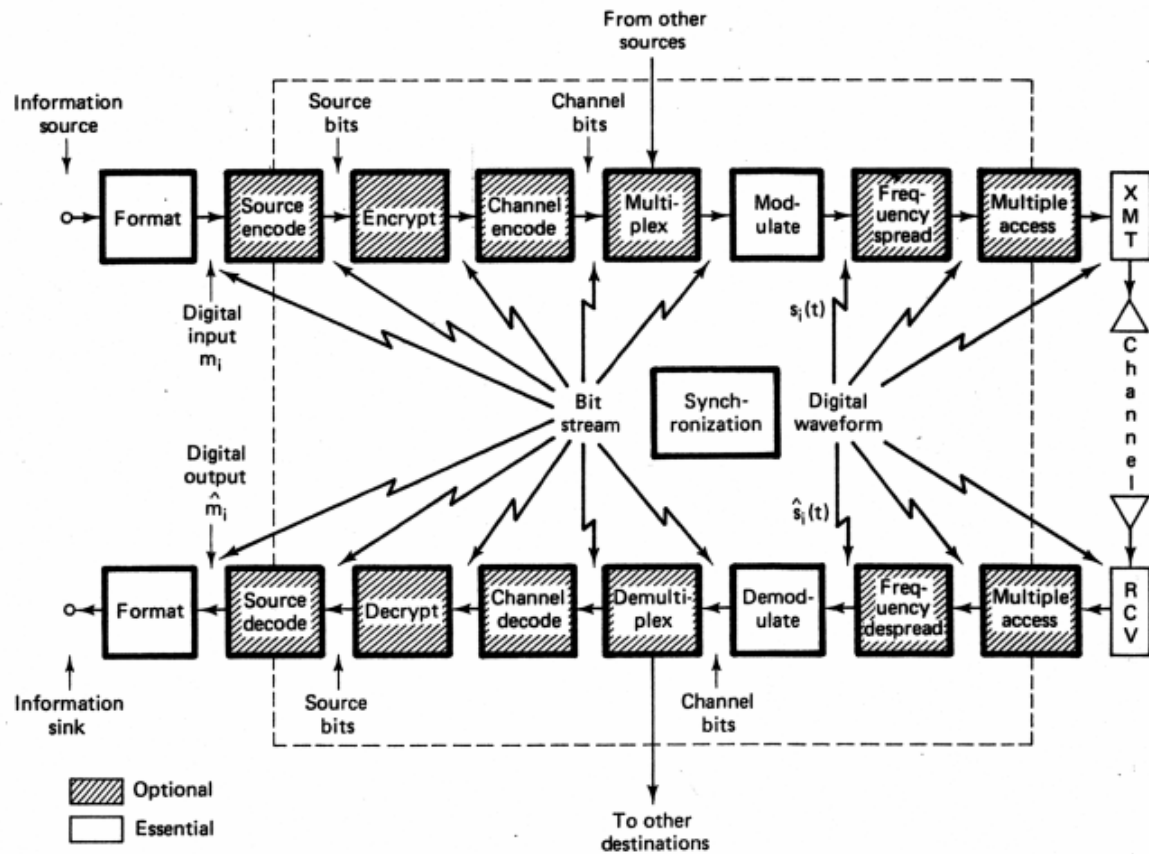 From other
sources
Information
source
Source
bits
Channel
bits
Format
Source
encode
Encrypt
Channel
encode
Multi-
plex
Mod-
ulate
Freq-
uency
spread
Multiple
access
X
M
T
Digital
input
mᵢ
sᵢ(t)
Bit
stream
Synch-
ronization
Digital
waveform
C
h
a
n
n
e
l
Digital
output
m̂ᵢ
ŝᵢ(t)
Format
Source
decode
Decrypt
Channel
decode
Demulti-
plex
Demod-
ulate
Freq-
uency
despread
Multiple
access
R
C
V
Information
sink
Source
bits
Channel
bits
Optional
Essential
To other
destinations